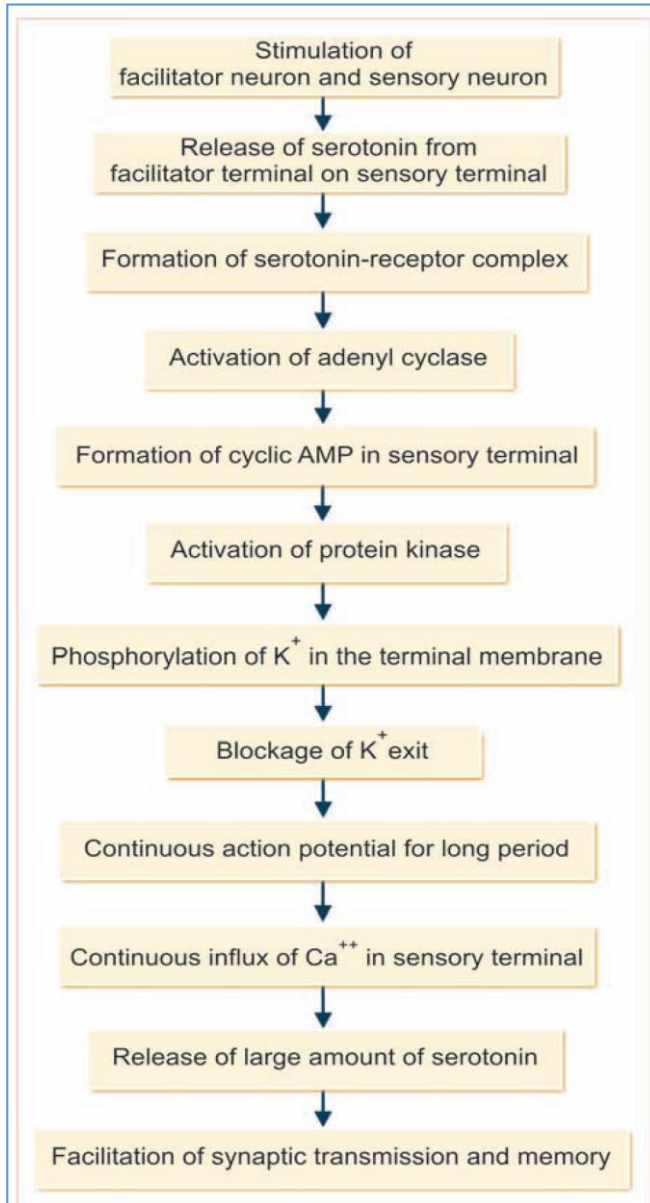 Stimulation of
facilitator neuron and sensory neuron
Release of serotonin from
facilitator terminal on sensory terminal
Formation of serotonin-receptor complex
Activation of adenyl cyclase
Formation of cyclic AMP in sensory terminal
Activation of protein kinase
Phosphorylation of K⁺ in the terminal membrane
Blockage of K⁺ exit
Continuous action potential for long period
Continuous influx of Ca⁺⁺ in sensory terminal
Release of large amount of serotonin
Facilitation of synaptic transmission and memory